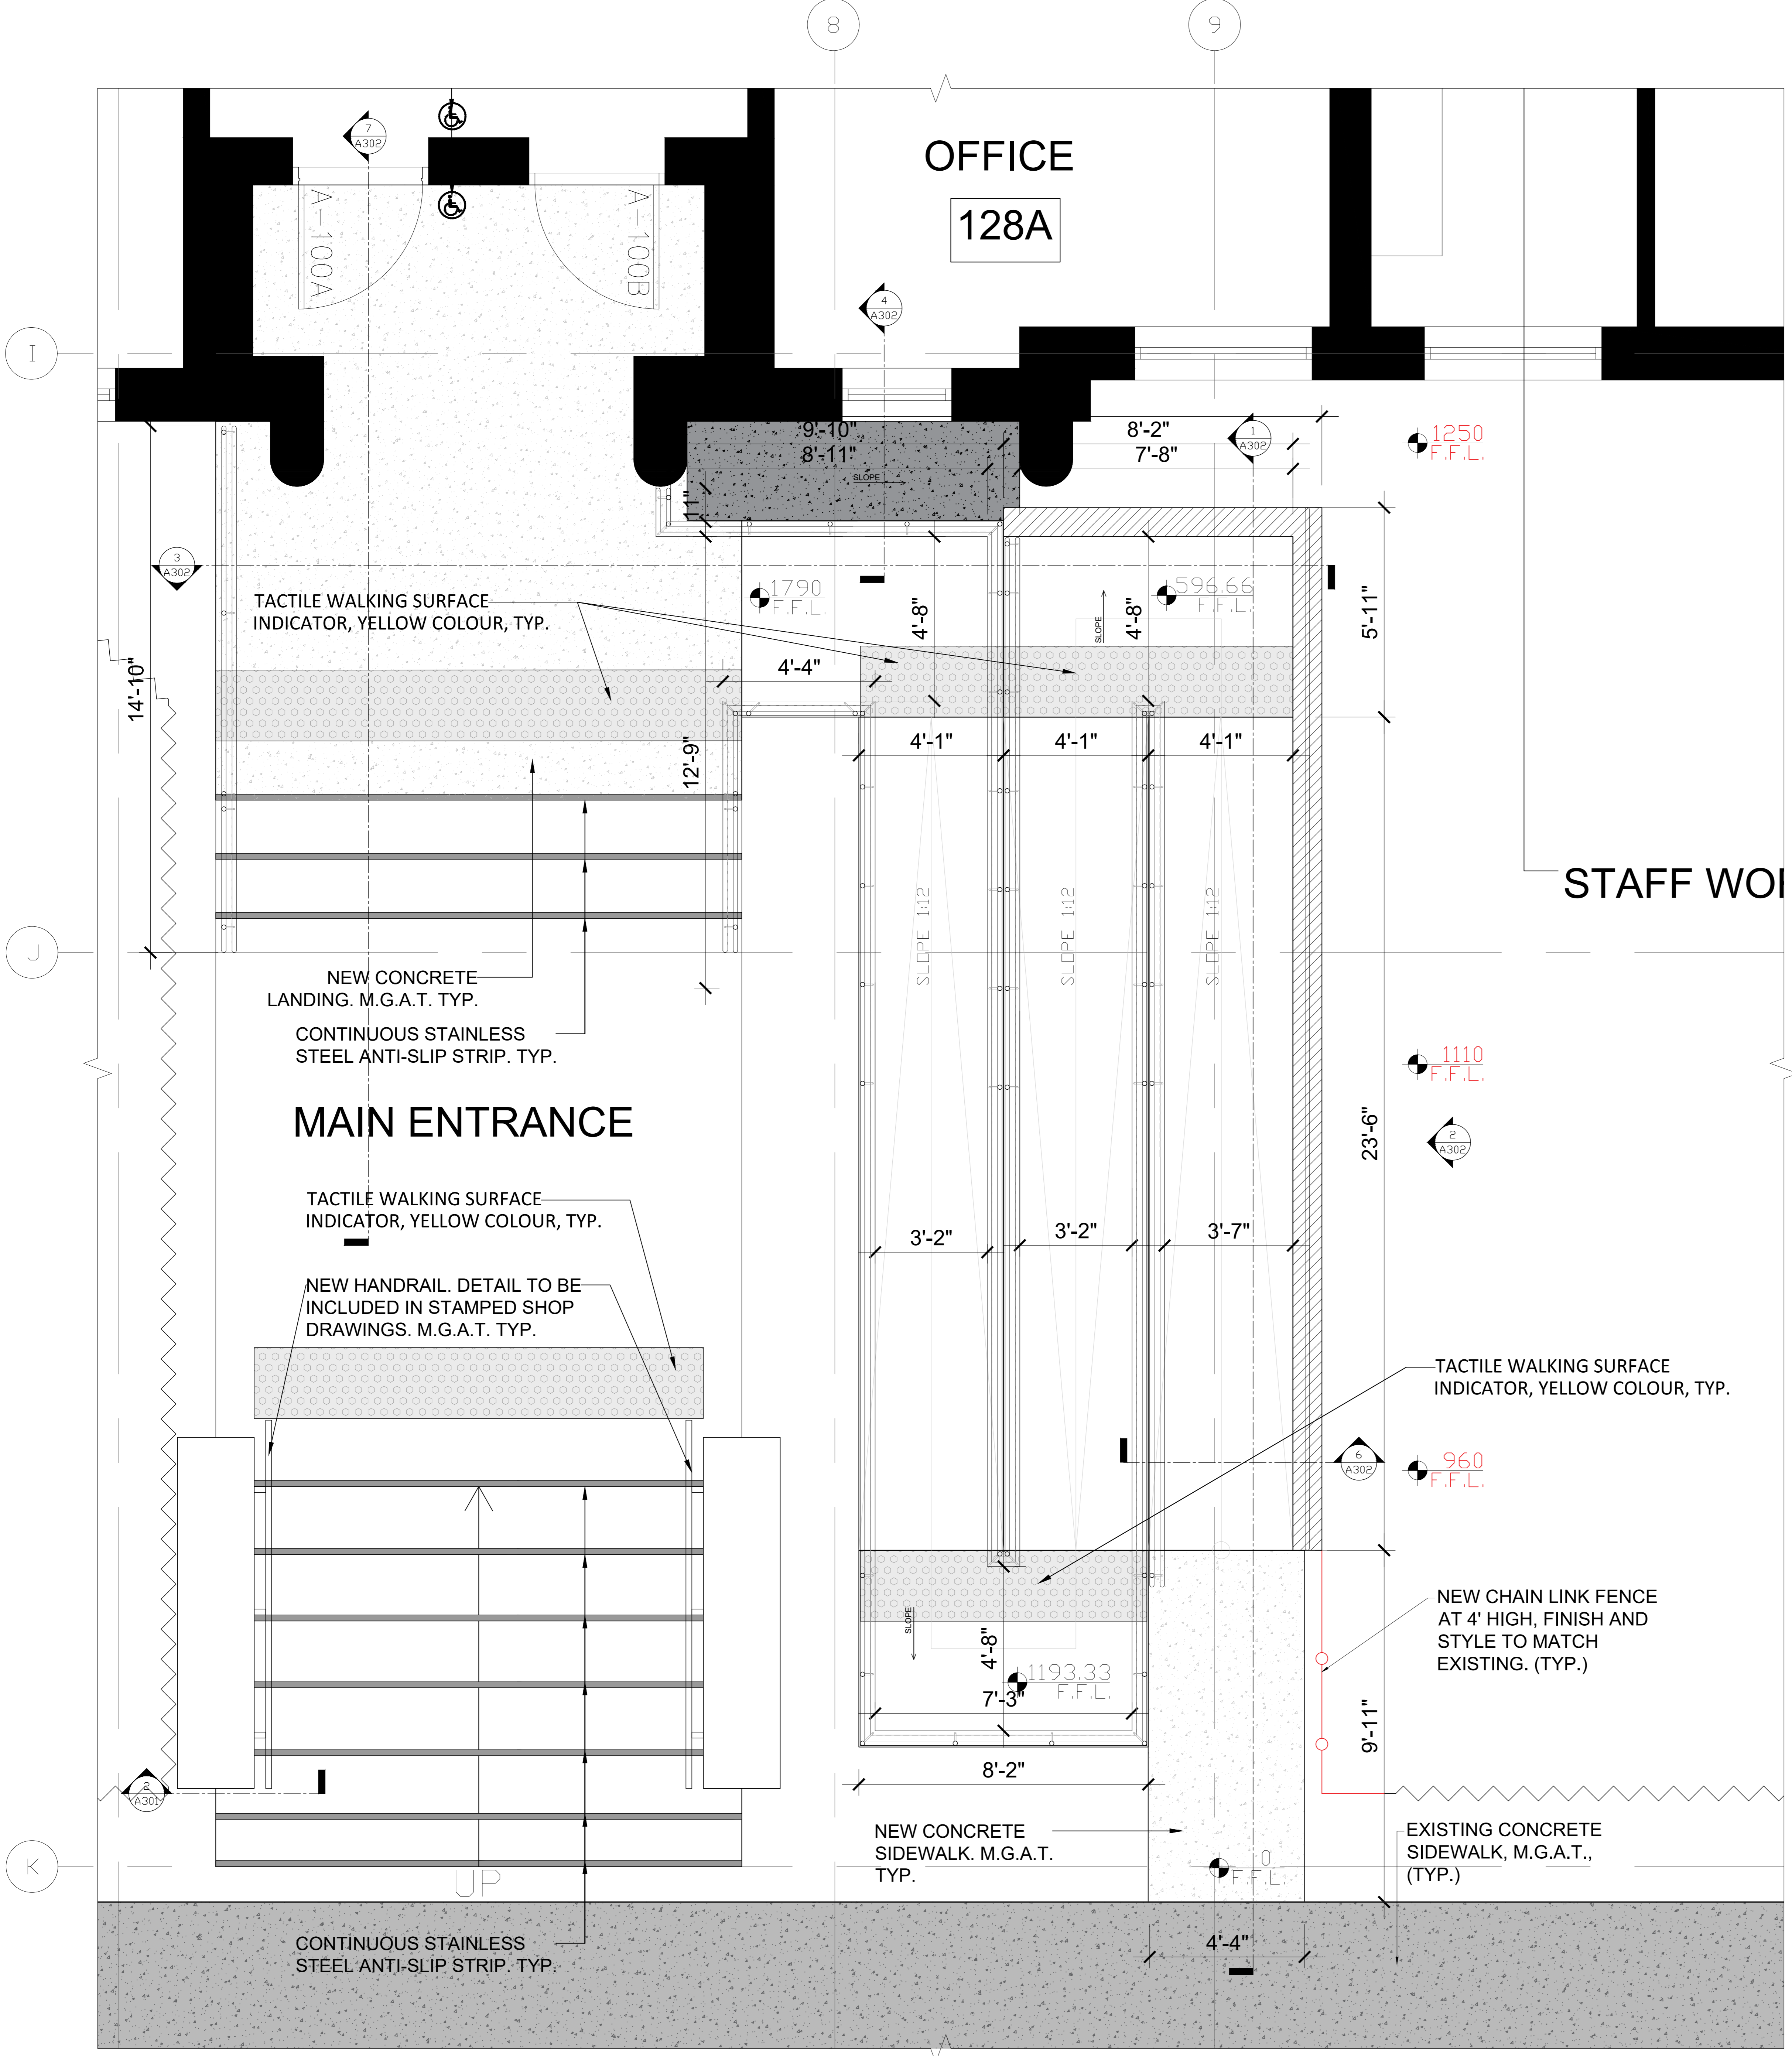 8
9
7
A302
OFFICE
128A
A-100A
A-100B
4
A302
I
9'-10"
8'-11"
SLOPE
8'-2"
7'-8"
1
A302
1250
F.F.L.
11"
3
A302
TACTILE WALKING SURFACE
INDICATOR, YELLOW COLOUR, TYP.
1790
F.F.L.
4'-8"
SLOPE
4'-8"
596.66
F.F.L.
5'-11"
14'-10"
4'-4"
12'-9"
4'-1"
4'-1"
4'-1"
SLOPE 1:12
SLOPE 1:12
SLOPE 1:12
STAFF WO
J
NEW CONCRETE
LANDING. M.G.A.T. TYP.
CONTINUOUS STAINLESS
STEEL ANTI-SLIP STRIP. TYP.
1110
F.F.L.
MAIN ENTRANCE
23'-6"
2
A302
TACTILE WALKING SURFACE
INDICATOR, YELLOW COLOUR, TYP.
3'-2"
3'-2"
3'-7"
NEW HANDRAIL. DETAIL TO BE
INCLUDED IN STAMPED SHOP
DRAWINGS. M.G.A.T. TYP.
TACTILE WALKING SURFACE
INDICATOR, YELLOW COLOUR, TYP.
6
A302
960
F.F.L.
SLOPE
4'-8"
1193.33
F.F.L.
7'-3"
NEW CHAIN LINK FENCE
AT 4' HIGH, FINISH AND
STYLE TO MATCH
EXISTING. (TYP.)
9'-11"
8'-2"
2
A301
NEW CONCRETE
SIDEWALK. M.G.A.T.
TYP.
EXISTING CONCRETE
SIDEWALK, M.G.A.T.,
(TYP.)
K
UP
0
F.F.L.
CONTINUOUS STAINLESS
STEEL ANTI-SLIP STRIP. TYP.
4'-4"